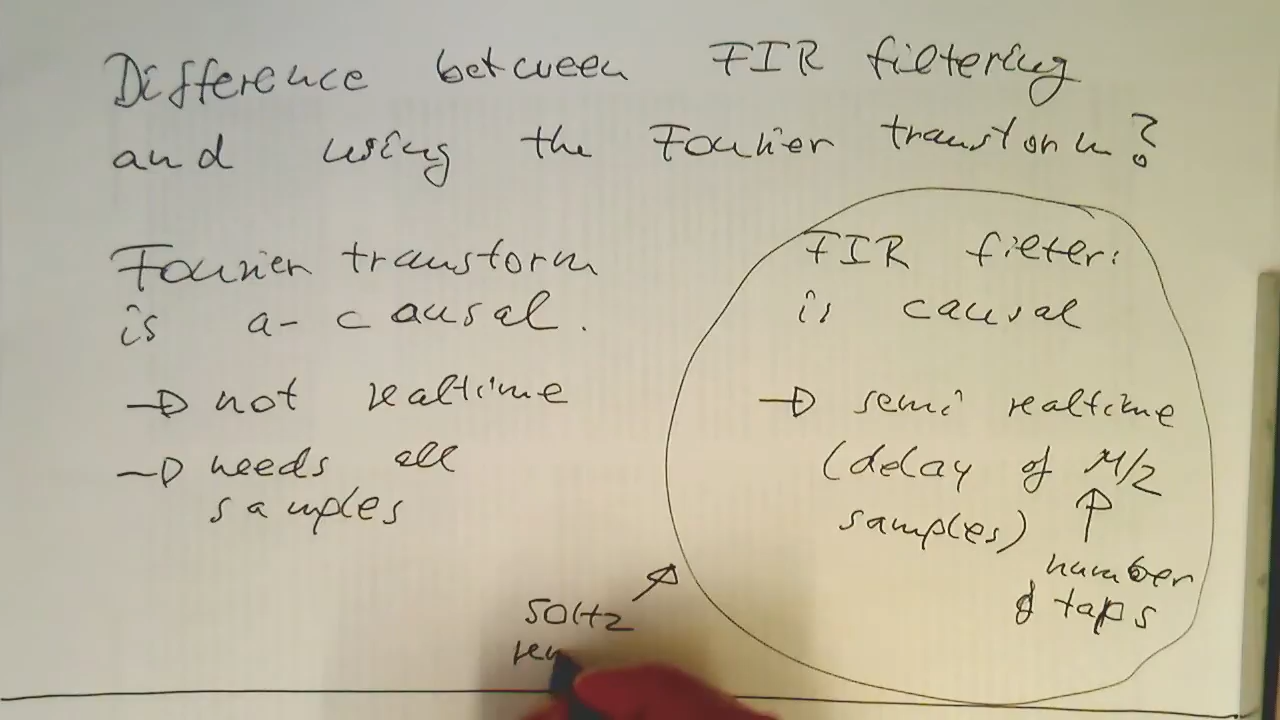 Difference between FIR filtering
and using the Fourier transform?
Fourier transform
is a-causal.
→ not realtime
→ needs all
samples
FIR filter:
is causal
→ semi realtime
(delay of M/2
samples) ↑
number
of taps
50Hz